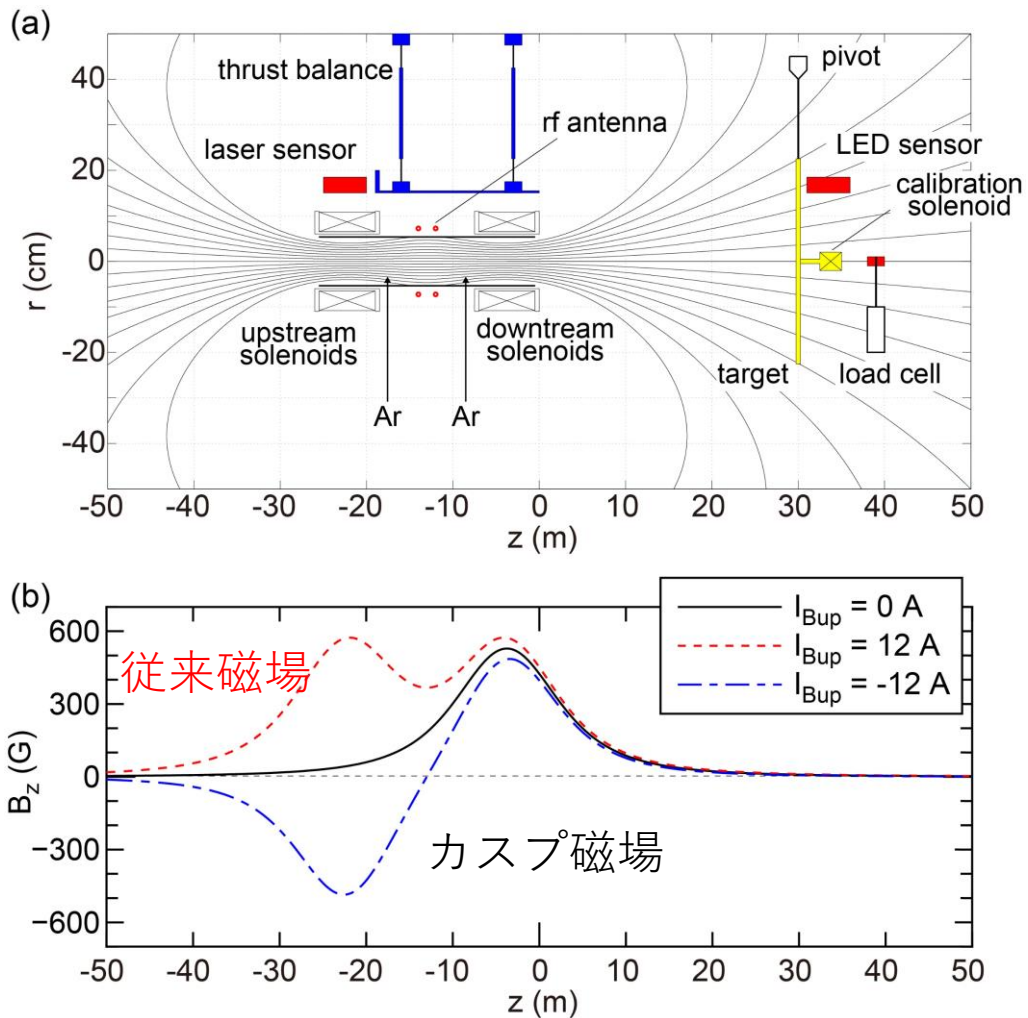 (a)
thrust balance
laser sensor
rf antenna
pivot
LED sensor
calibration
solenoid
upstream
solenoids
downtream
solenoids
Ar
Ar
target
load cell
r (cm)
40
20
0
-20
-40
-50 -40 -30 -20 -10 0 10 20 30 40 50
z (m)
(b)
I_Bup = 0 A
I_Bup = 12 A
I_Bup = -12 A
従来磁場
カスプ磁場
B_z (G)
600
300
0
−300
−600
-50 -40 -30 -20 -10 0 10 20 30 40 50
z (m)